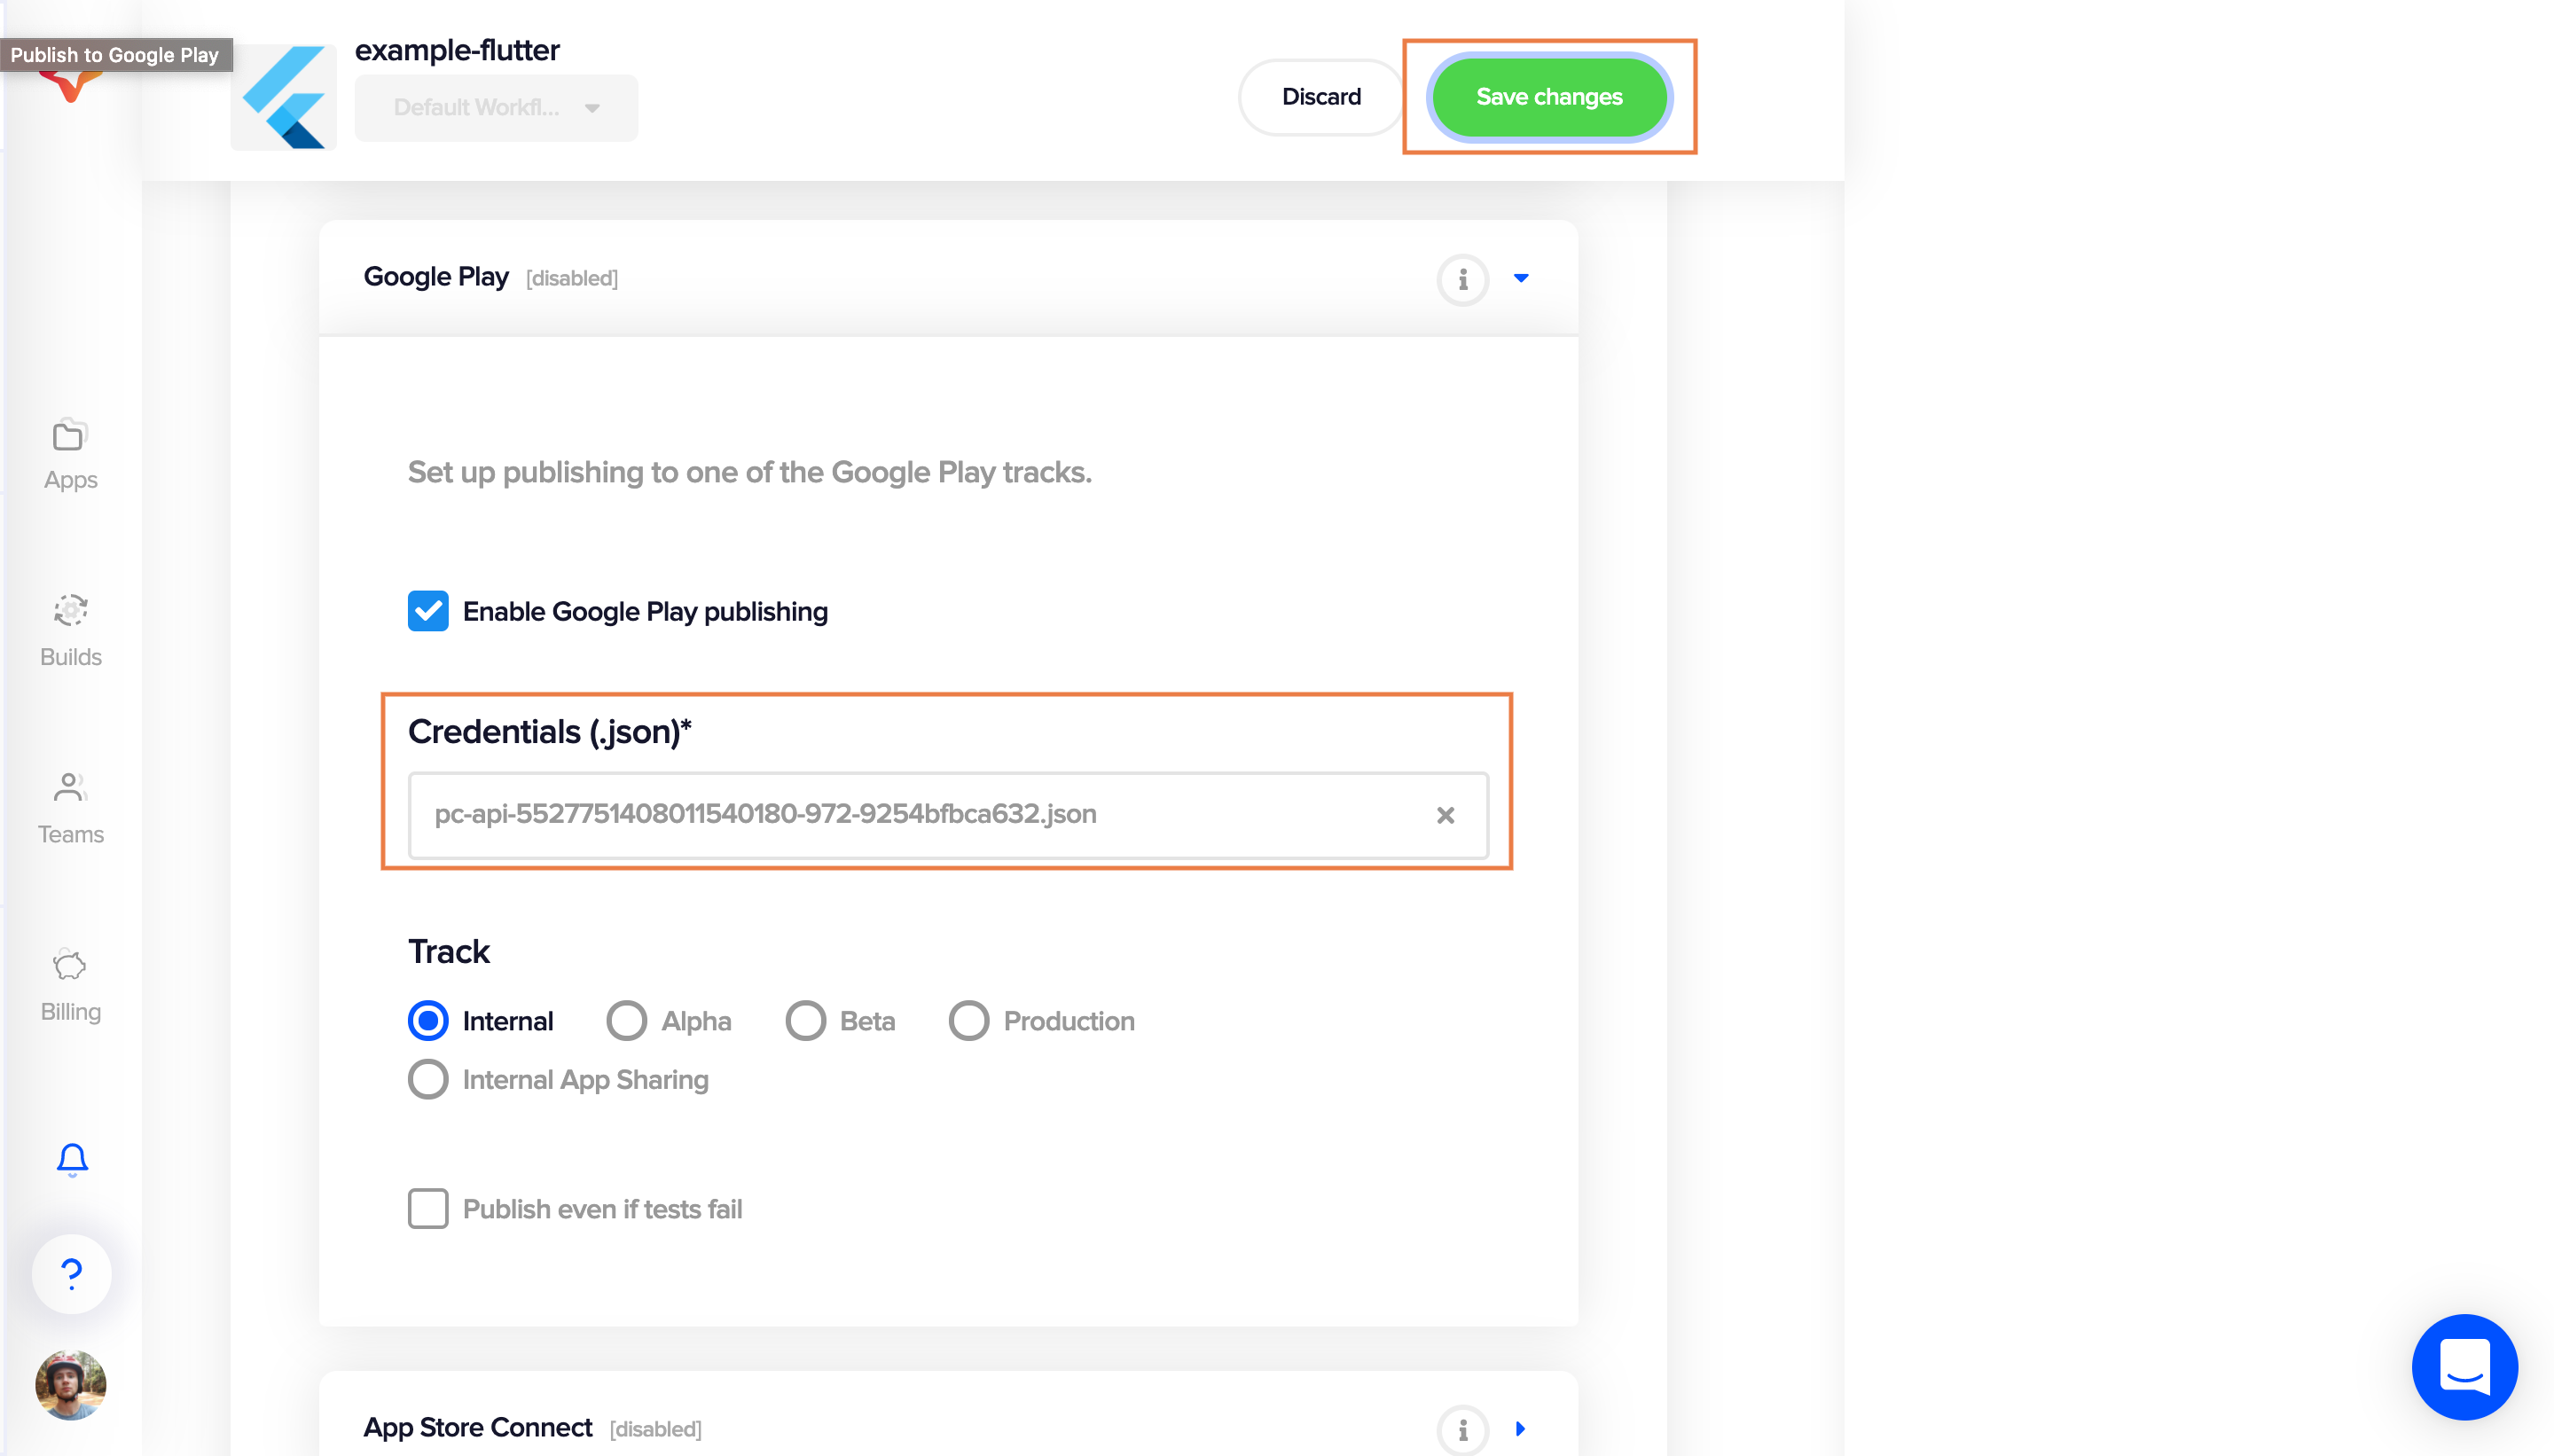 Publish to Google Play
example-flutter
Default Workfl...
Discard
Save changes
Google Play [disabled]
Set up publishing to one of the Google Play tracks.
Apps
Enable Google Play publishing
Builds
Credentials (.json)*
pc-api-5527751408011540180-972-9254bfbca632.json
Teams
Track
Internal
Alpha
Beta
Production
Billing
Internal App Sharing
Publish even if tests fail
?
App Store Connect [disabled]